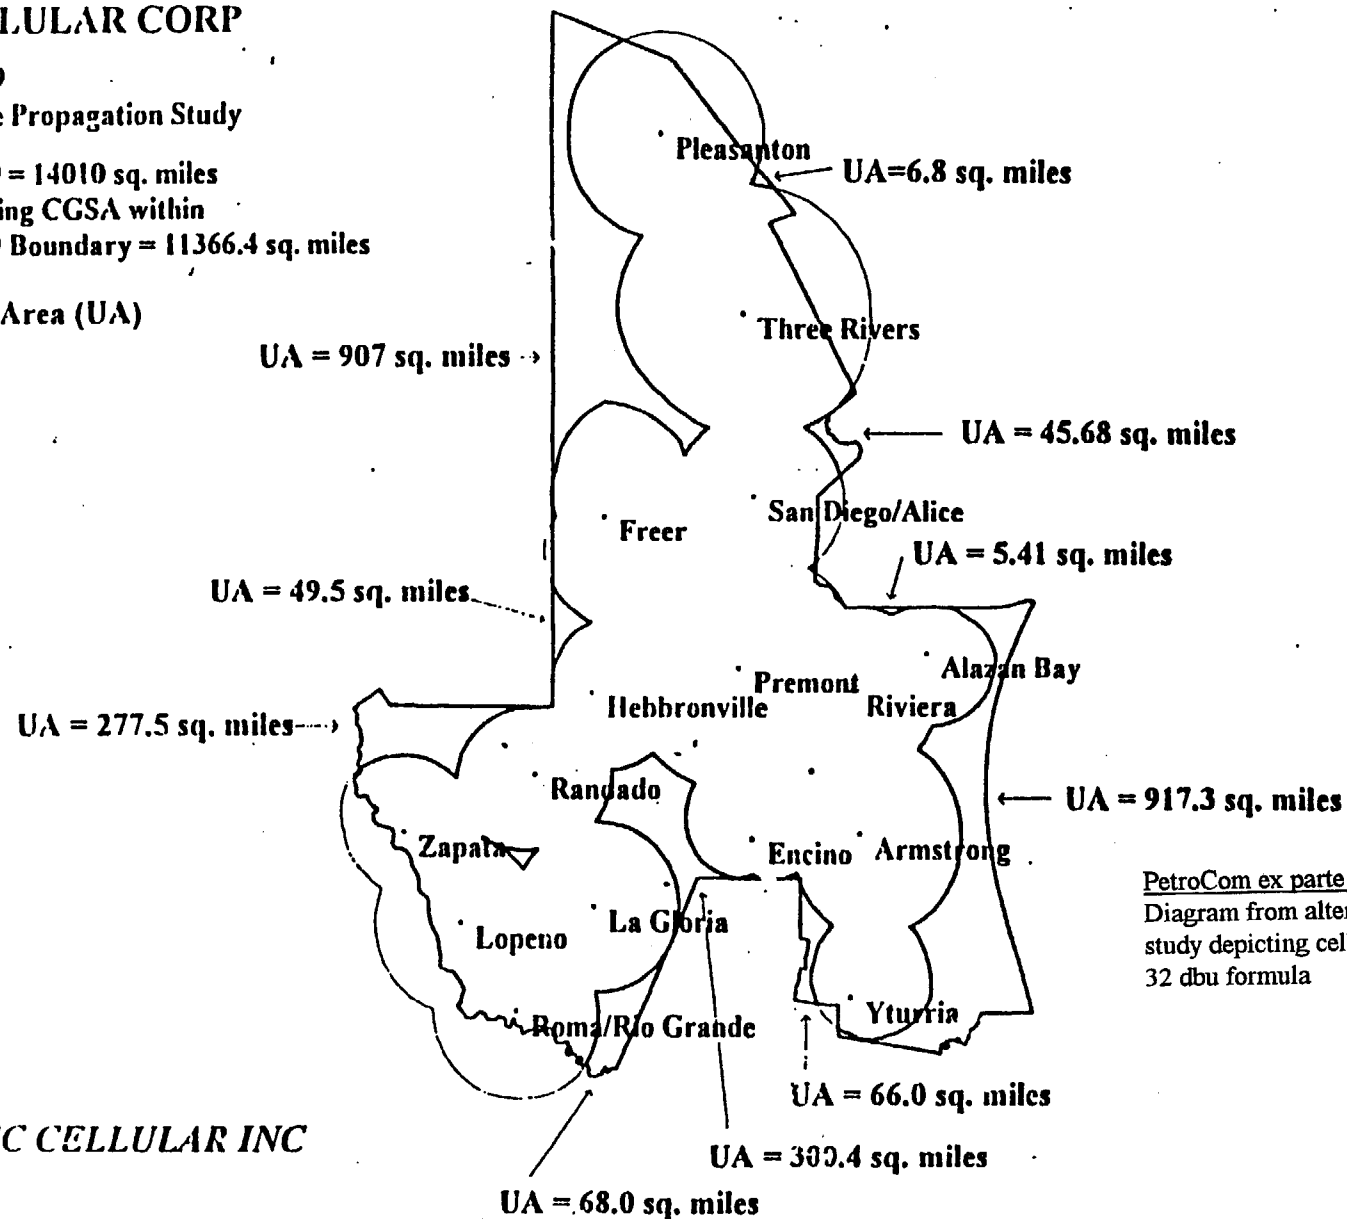 LULAR CORP
Propagation Study
= 14010 sq. miles
ing CGSA within
Boundary = 11366.4 sq. miles
Area (UA)
Pleasanton
UA=6.8 sq. miles
Three Rivers
UA = 907 sq. miles
UA = 45.68 sq. miles
San Diego/Alice
Freer
UA = 5.41 sq. miles
UA = 49.5 sq. miles
Alazan Bay
Premont
Hebbronville
Riviera
UA = 277.5 sq. miles
Randado
UA = 917.3 sq. miles
Zapata
Encino
Armstrong
PetroCom ex parte
Diagram from alter
study depicting cel
32 dbu formula
La Gloria
Lopeno
Yturria
Roma/Rio Grande
UA = 66.0 sq. miles
C CELLULAR INC
UA = .4 sq. miles
UA = 68.0 sq. miles